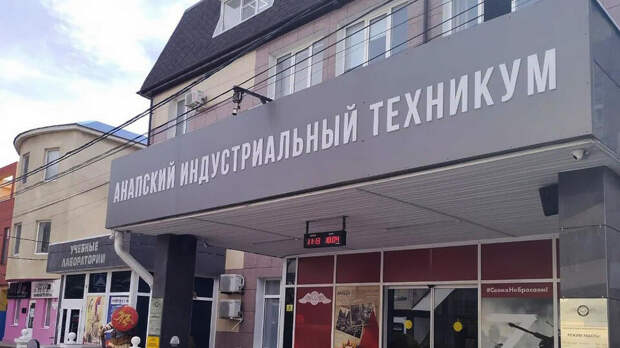 АНАПСКИЙ ИНДУСТРИАЛЬНЫЙ ТЕХНИКУМ
УЧЕБНЫЕ
ЛАБОРАТОРИИ
#СвоихНеБросаем!